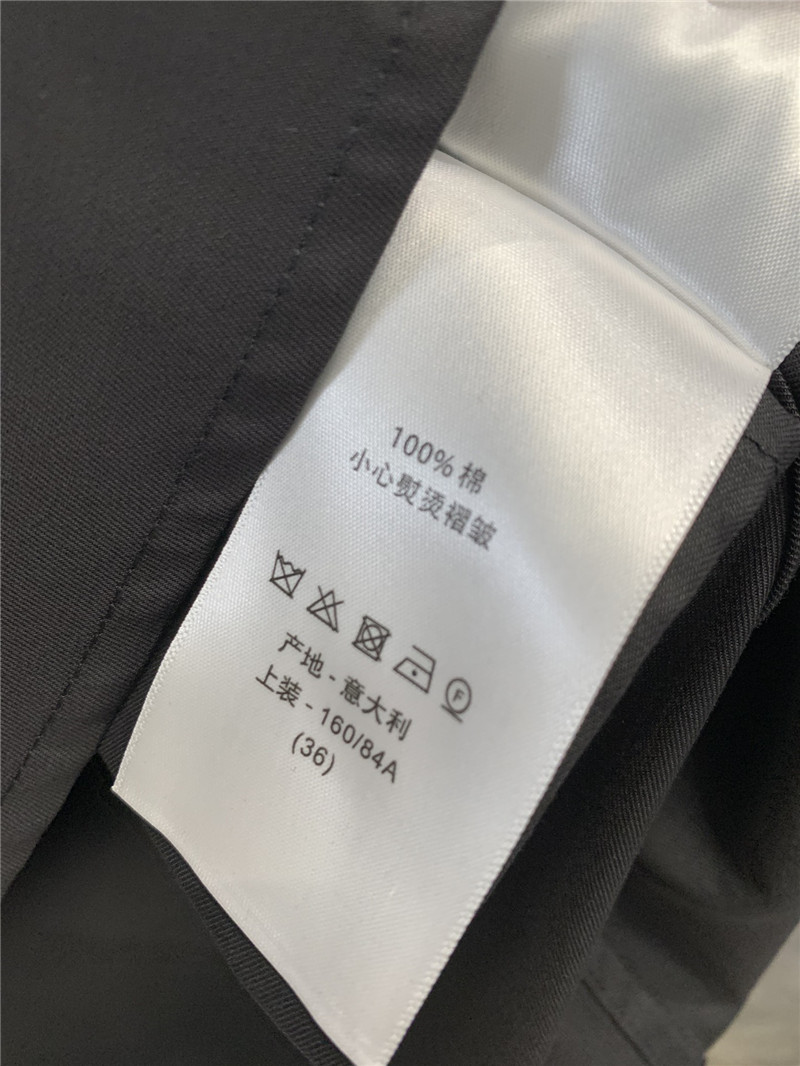 100% 棉
小心熨烫褶皱
F
产地 - 意大利
上装 - 160/84A
(36)